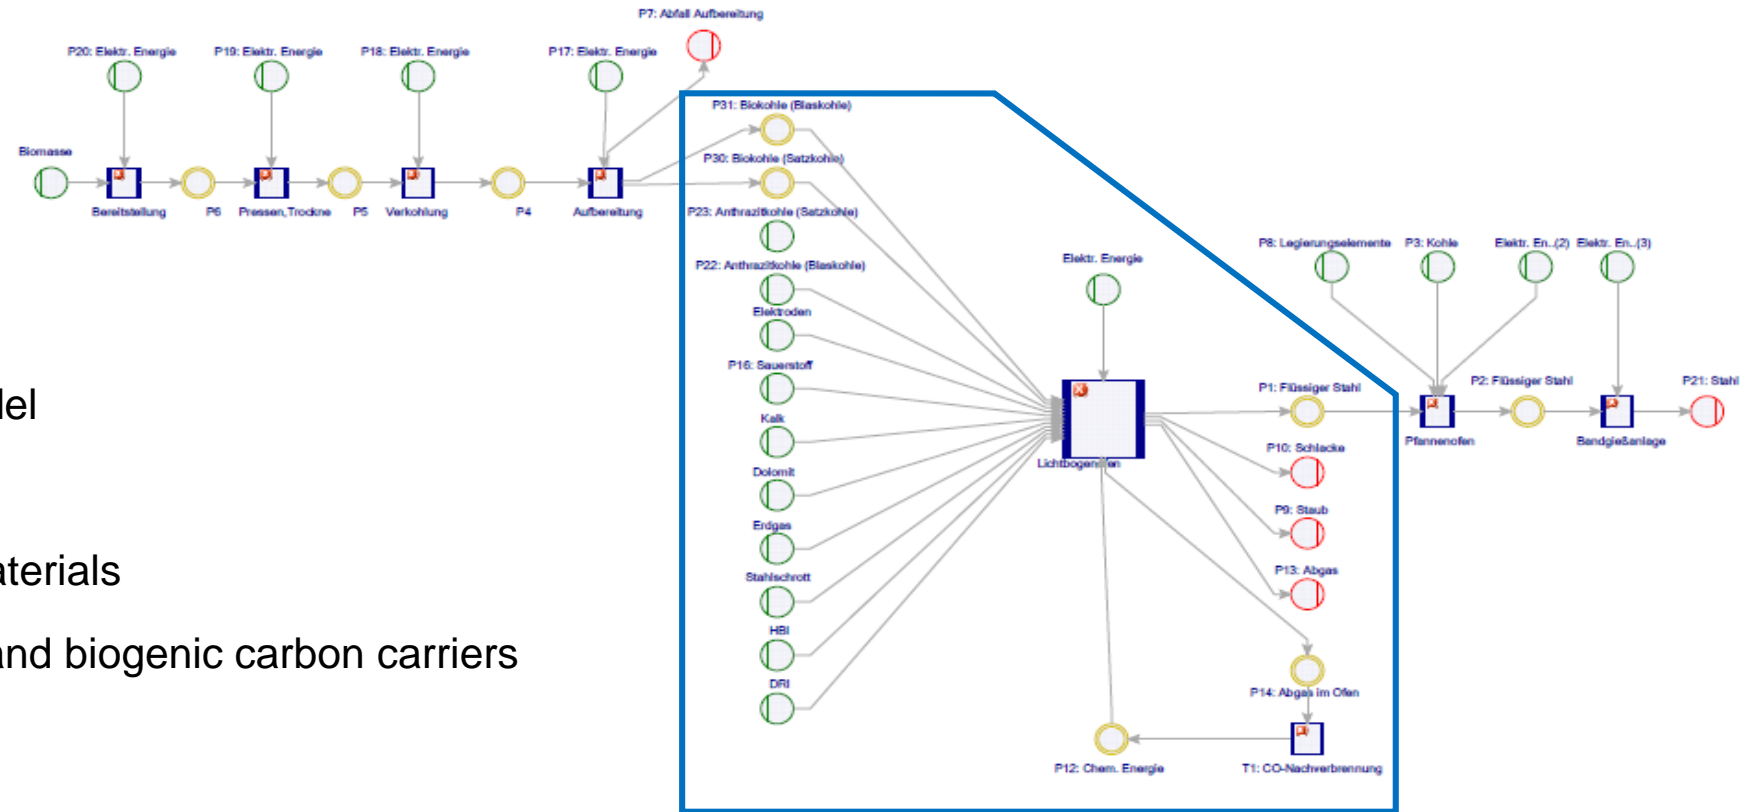 P7: Abfall Aufbereitung
P20: Elektr. Energie
P19: Elektr. Energie
P18: Elektr. Energie
P17: Elektr. Energie
P31: Biokohle (Blaskohle)
Biomasse
P30: Biokohle (Satzkohle)
Bereitstellung
P6
Pressen,Trockne
P5
Verkohlung
P4
Aufbereitung
P23: Anthrazitkohle (Satzkohle)
P22: Anthrazitkohle (Blaskohle)
Elektroden
P16: Sauerstoff
Kalk
Dolomit
Erdgas
Stahlschrott
HBI
DRI
Elektr. Energie
Lichtbogenofen
P8: Legierungselemente
P3: Kohle
Elektr. En..(2)
Elektr. En..(3)
P1: Flüssiger Stahl
P2: Flüssiger Stahl
P21: Stahl
Pfannenofen
Bandgießanlage
P10: Schlacke
P9: Staub
P13: Abgas
P14: Abgas im Ofen
P12: Chem. Energie
T1: CO-Nachverbrennung
del
aterials
and biogenic carbon carriers